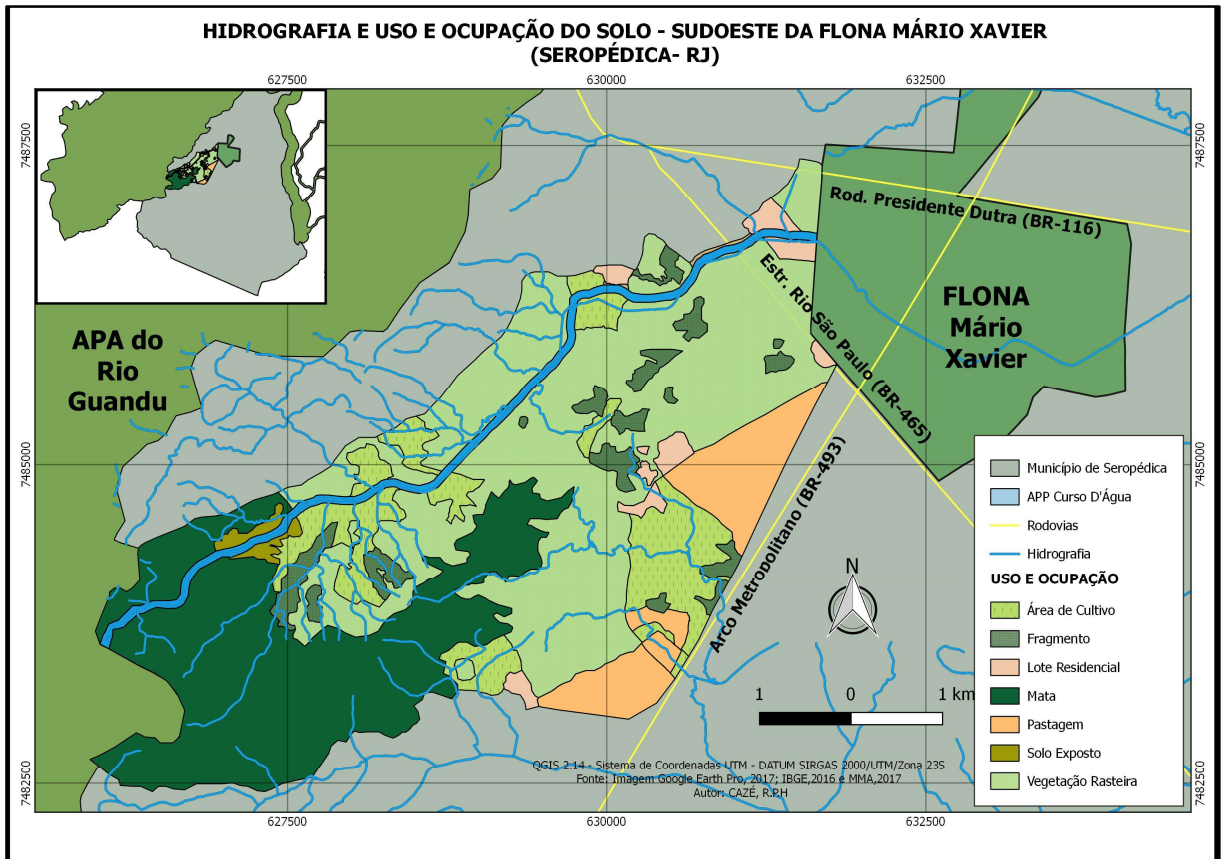 HIDROGRAFIA E USO E OCUPAÇÃO DO SOLO - SUDOESTE DA FLONA MÁRIO XAVIER
(SEROPÉDICA- RJ)
627500
630000
632500
7487500
7487500
Rod. Presidente Dutra (BR-116)
Estr. Rio São Paulo (BR-465)
FLONA
Mário
Xavier
APA do
Rio
Guandu
7485000
7485000
Arco Metropolitano (BR-493)
N
1
0
1 km
Município de Seropédica
APP Curso D'Água
Rodovias
Hidrografia
USO E OCUPAÇÃO
Área de Cultivo
Fragmento
Lote Residencial
Mata
Pastagem
Solo Exposto
Vegetação Rasteira
QGIS 2.14 - Sistema de Coordenadas UTM - DATUM SIRGAS 2000/UTM/Zona 23S
Fonte: Imagem Google Earth Pro, 2017; IBGE,2016 e MMA,2017
Autor: CAZÉ, R.P.H
7482500
7482500
627500
630000
632500